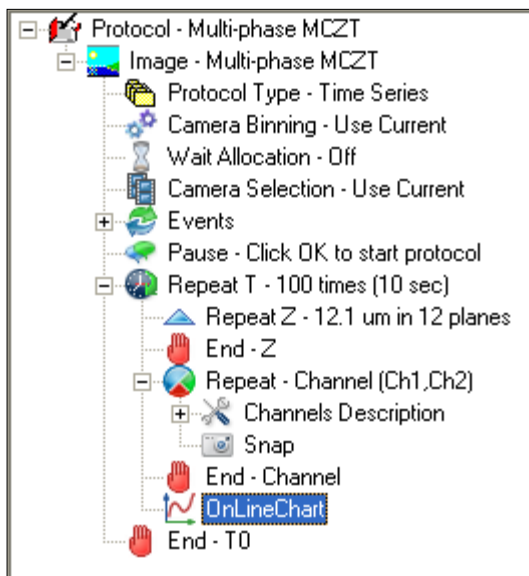 Protocol - Multi-phase MCZT
Image - Multi-phase MCZT
Protocol Type - Time Series
Camera Binning - Use Current
Wait Allocation - Off
Camera Selection - Use Current
Events
Pause - Click OK to start protocol
Repeat T - 100 times (10 sec)
Repeat Z - 12.1 um in 12 planes
End - Z
Repeat - Channel (Ch1,Ch2)
Channels Description
Snap
End - Channel
OnLineChart
End - T0